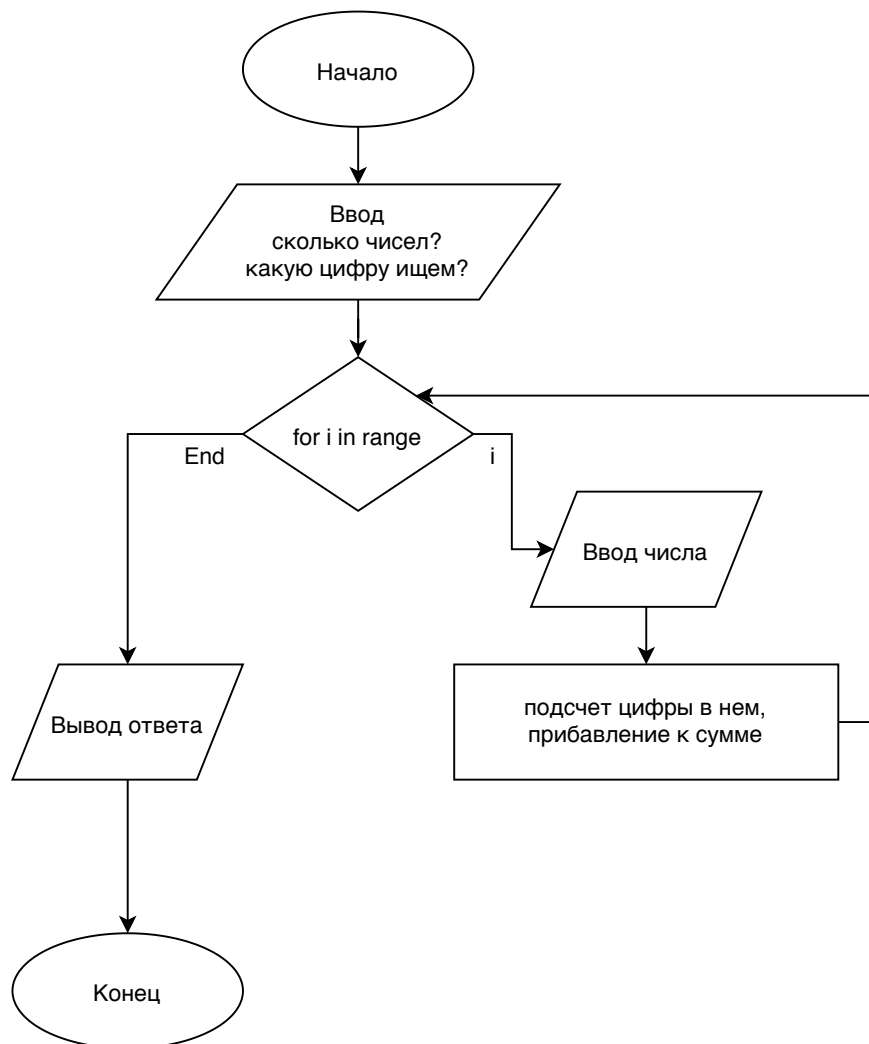 Начало
Ввод
сколько чисел?
какую цифру ищем?
for i in range
End
i
Ввод числа
подсчет цифры в нем,
прибавление к сумме
Вывод ответа
Конец